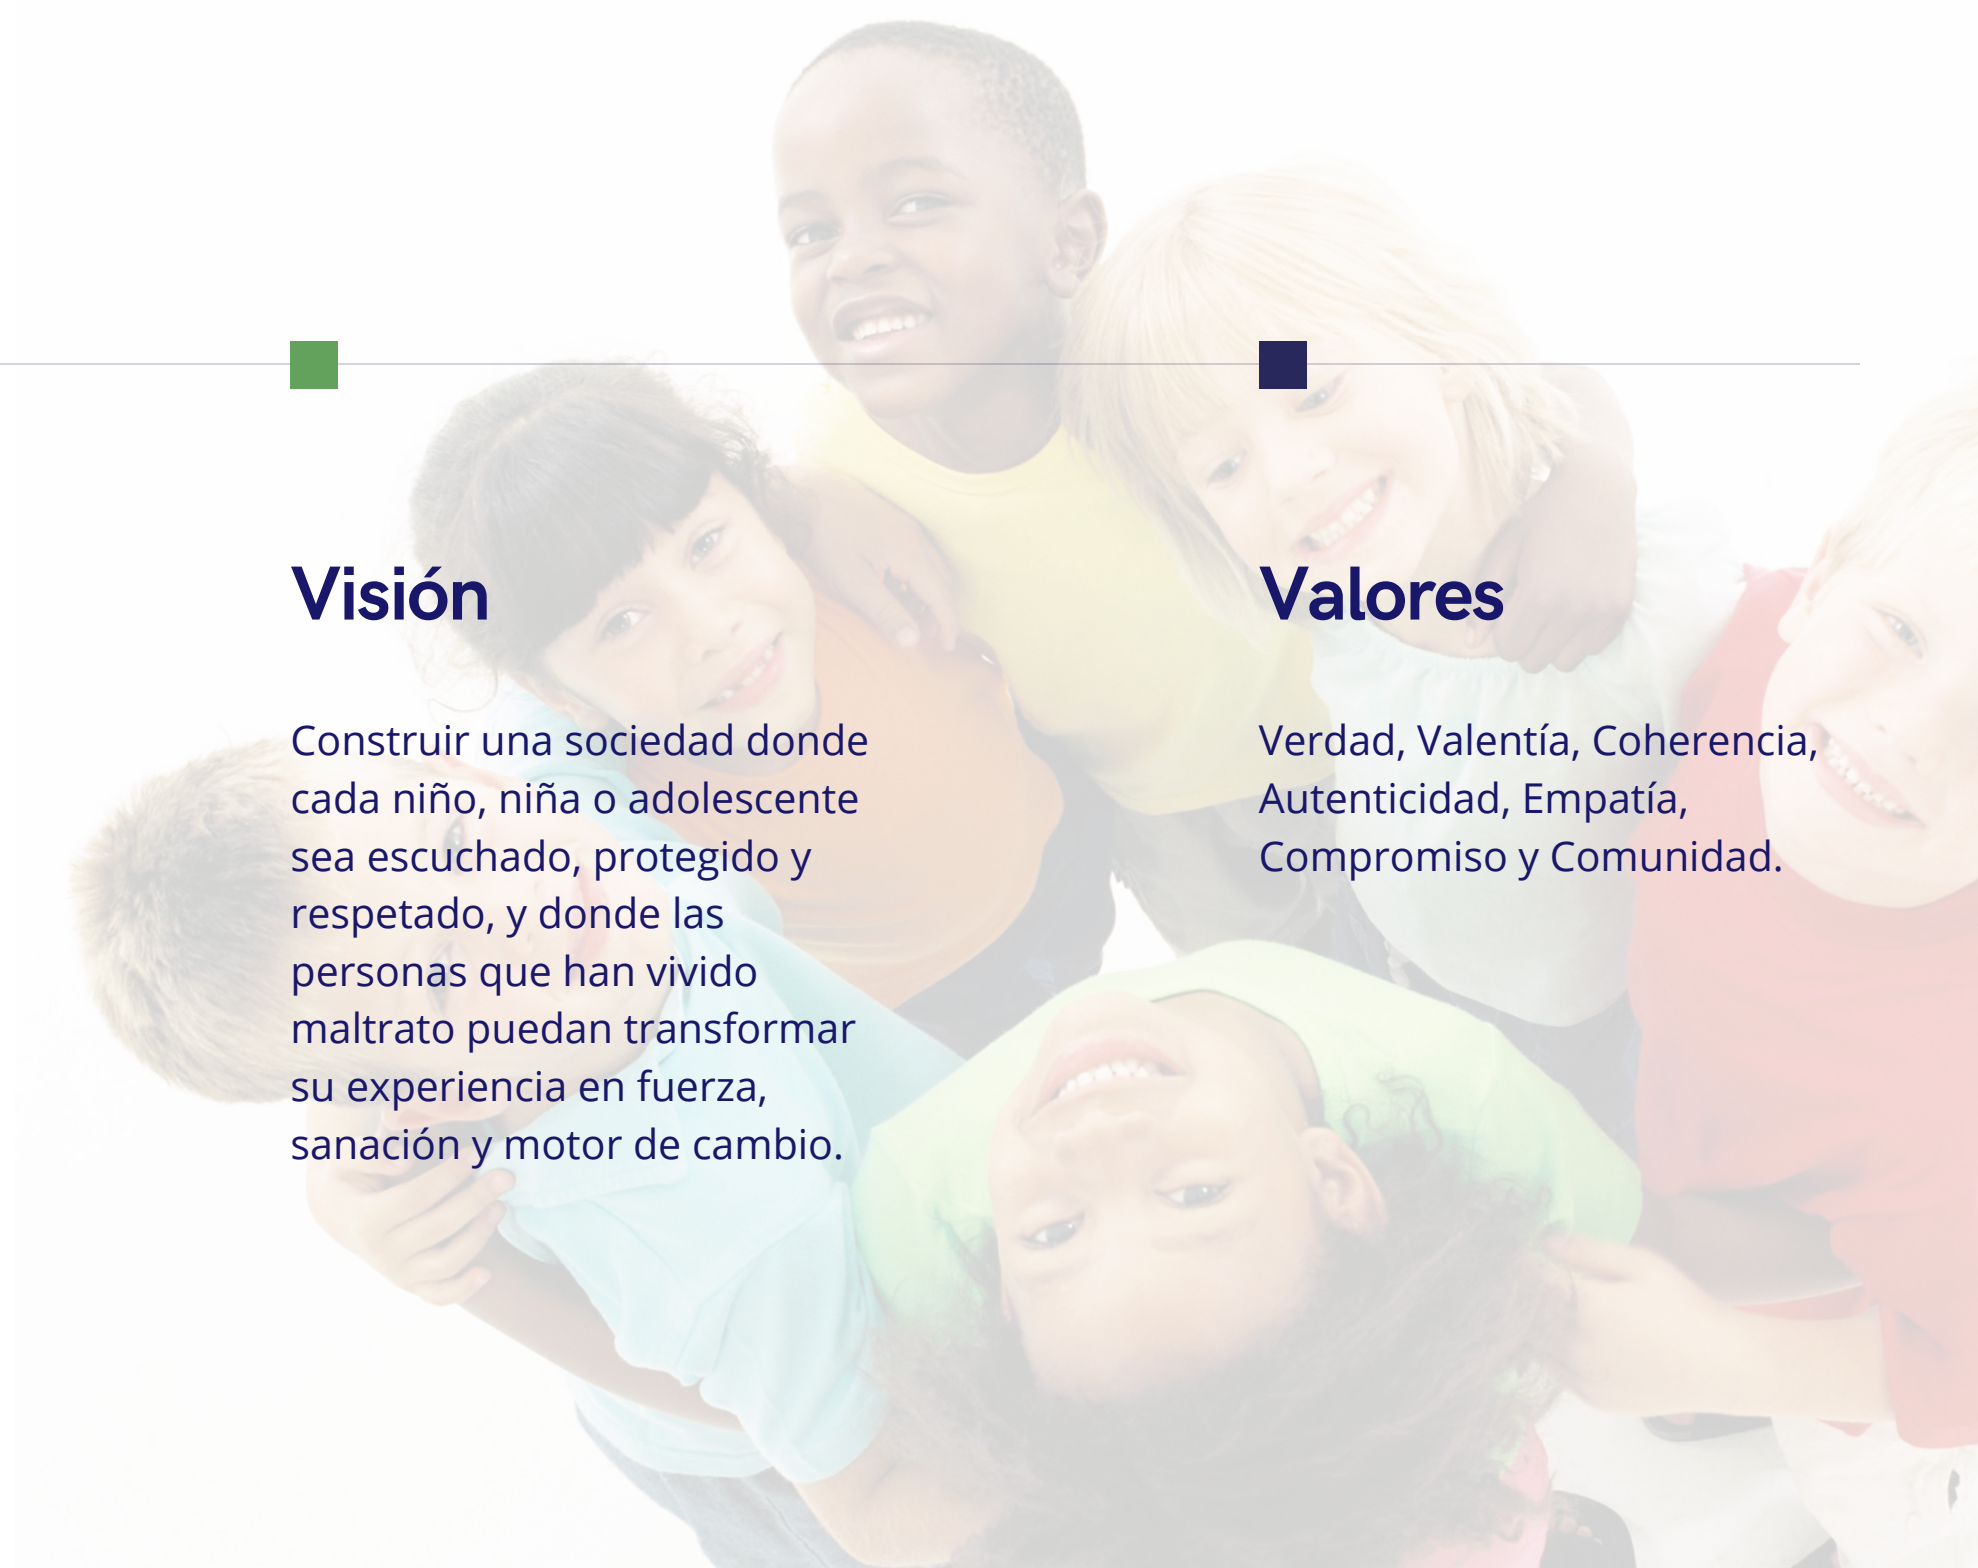 Visión
Construir una sociedad donde
cada niño, niña o adolescente
sea escuchado, protegido y
respetado, y donde las
personas que han vivido
maltrato puedan transformar
su experiencia en fuerza,
sanación y motor de cambio.
Valores
Verdad, Valentía, Coherencia,
Autenticidad, Empatía,
Compromiso y Comunidad.